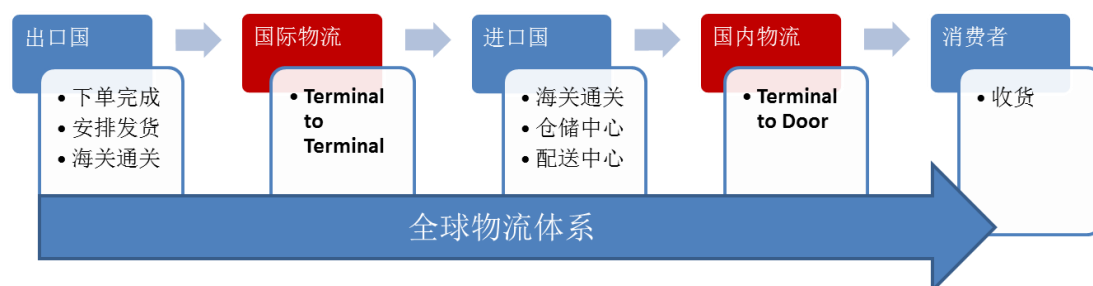 出口国
• 下单完成
• 安排发货
• 海关通关
国际物流
• Terminal
to
Terminal
进口国
• 海关通关
• 仓储中心
• 配送中心
国内物流
• Terminal
to Door
消费者
• 收货
全球物流体系